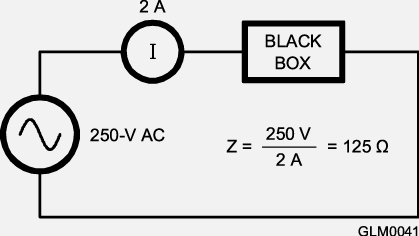 2 A
I
BLACK
BOX
250-V AC
Z = 250 V / 2 A = 125 Ω
GLM0041